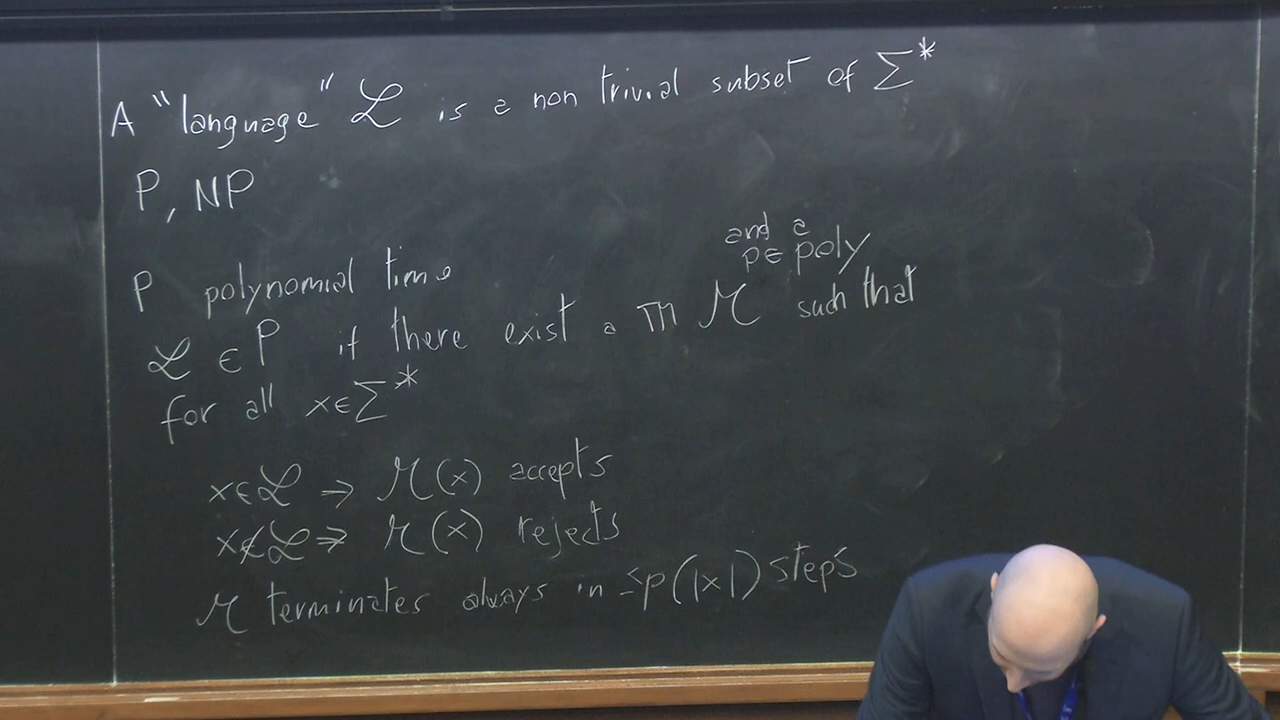 A "language" ℒ is a non trivial subset of Σ*
P, NP
P polynomial time
and a
p∈ poly
ℒ ∈ P if there exist a TM ℳ such that
for all x∈Σ*
x∈ℒ ⇒ ℳ(x) accepts
x∉ℒ ⇒ ℳ(x) rejects
ℳ terminates always in ≤p(|x|) steps